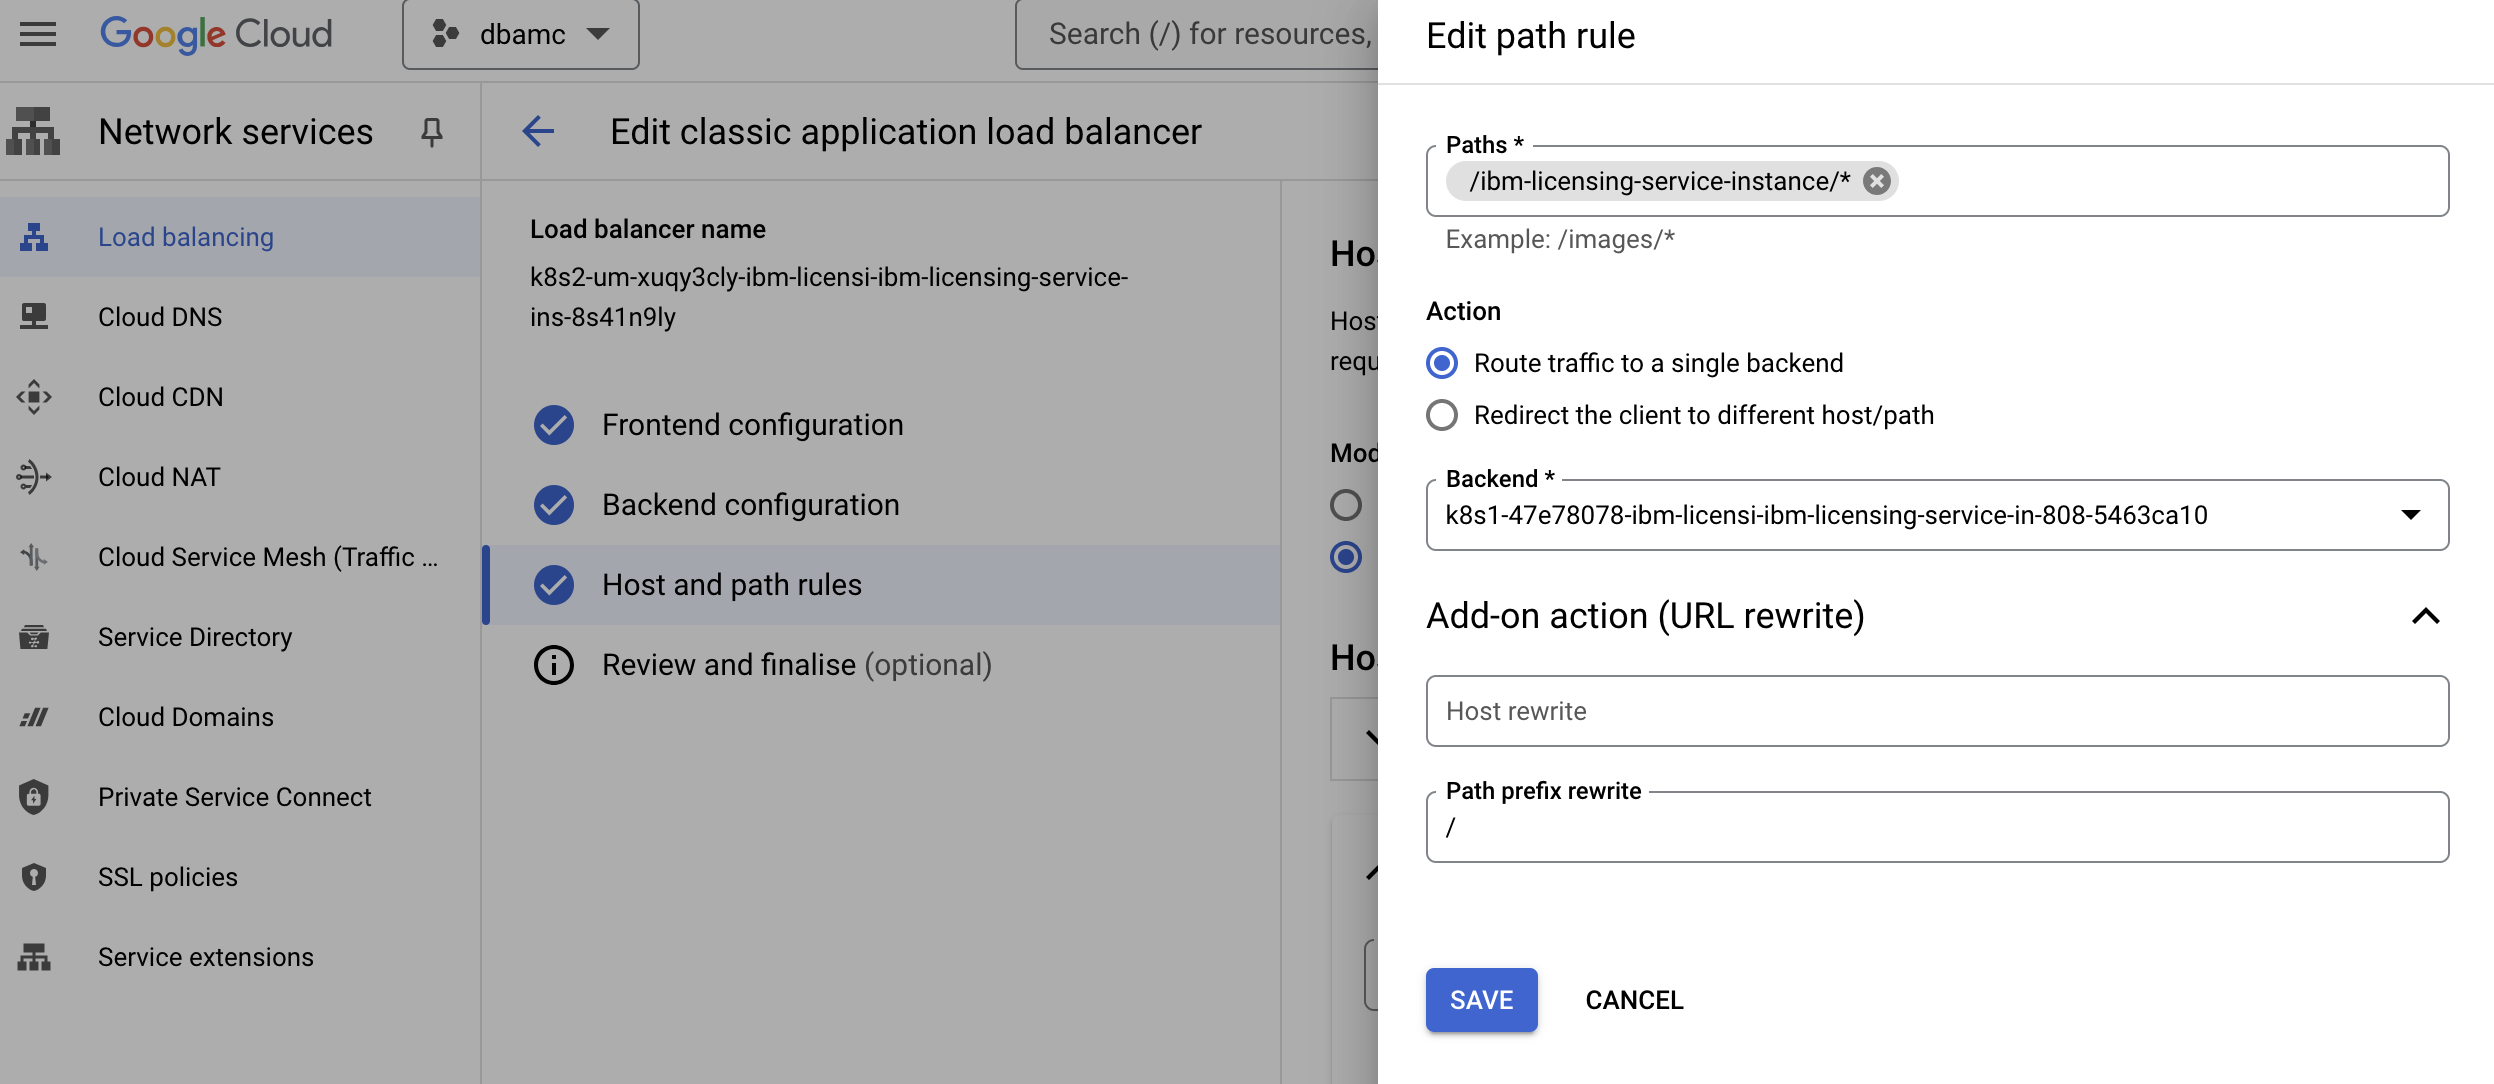 Google Cloud
dbamc
Search (/) for resources,
Network services
Load balancing
Cloud DNS
Cloud CDN
Cloud NAT
Cloud Service Mesh (Traffic ...
Service Directory
Cloud Domains
Private Service Connect
SSL policies
Service extensions
Edit classic application load balancer
Load balancer name
k8s2-um-xuqy3cly-ibm-licensi-ibm-licensing-service-
ins-8s41n9ly
Frontend configuration
Backend configuration
Host and path rules
Review and finalise (optional)
Edit path rule
Paths *
/ibm-licensing-service-instance/*
Example: /images/*
Action
Route traffic to a single backend
Redirect the client to different host/path
Backend *
k8s1-47e78078-ibm-licensi-ibm-licensing-service-in-808-5463ca10
Add-on action (URL rewrite)
Host rewrite
Path prefix rewrite
/
SAVE
CANCEL